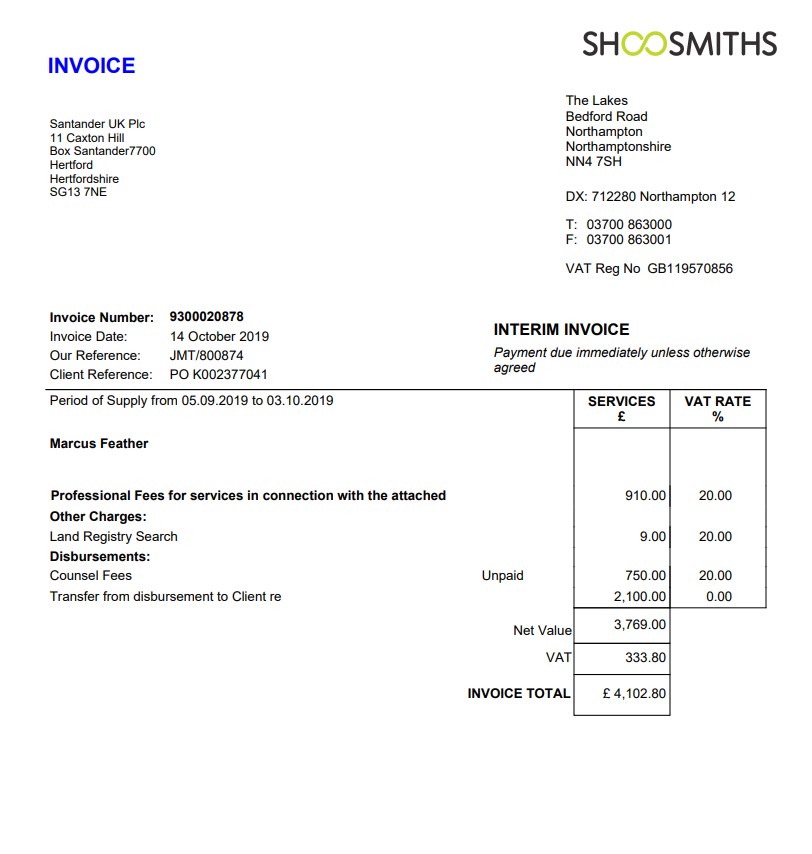 SHOOSMITHS
INVOICE
The Lakes
Bedford Road
Northampton
Northamptonshire
NN4 7SH
Santander UK Plc
11 Caxton Hill
Box Santander7700
Hertford
Hertfordshire
SG13 7NE
DX: 712280 Northampton 12
T: 03700 863000
F: 03700 863001
VAT Reg No GB119570856
Invoice Number: 9300020878
Invoice Date: 14 October 2019
Our Reference: JMT/800874
Client Reference: PO K002377041
INTERIM INVOICE
Payment due immediately unless otherwise
agreed
Period of Supply from 05.09.2019 to 03.10.2019
SERVICES VAT RATE
£ %
Marcus Feather
Professional Fees for services in connection with the attached 910.00 20.00
Other Charges:
Land Registry Search 9.00 20.00
Disbursements:
Counsel Fees Unpaid 750.00 20.00
Transfer from disbursement to Client re 2,100.00 0.00
Net Value 3,769.00
VAT 333.80
INVOICE TOTAL £ 4,102.80